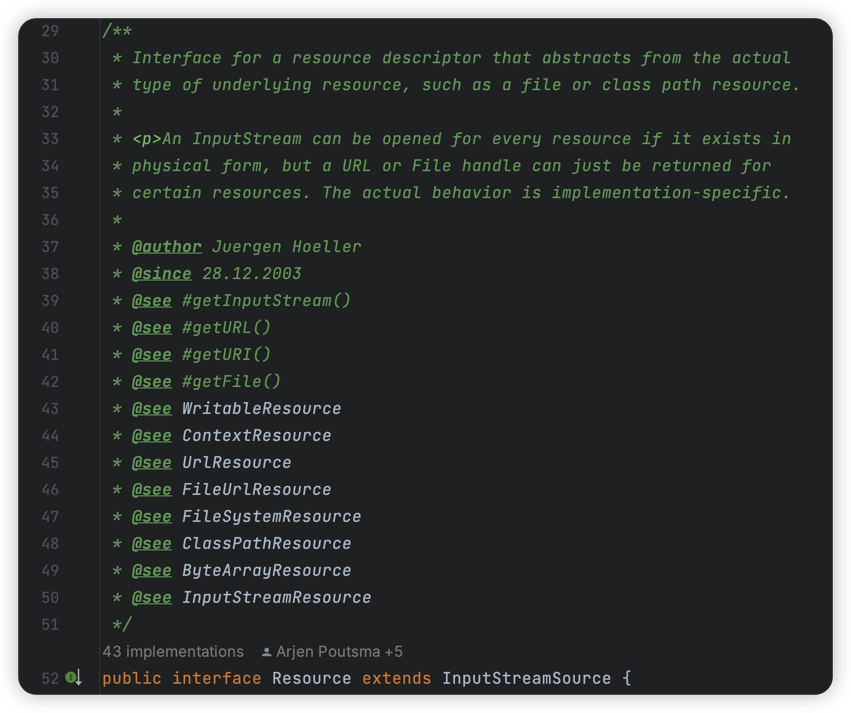 29 /**
30  * Interface for a resource descriptor that abstracts from the actual
31  * type of underlying resource, such as a file or class path resource.
32  *
33  * <p>An InputStream can be opened for every resource if it exists in
34  * physical form, but a URL or File handle can just be returned for
35  * certain resources. The actual behavior is implementation-specific.
36  *
37  * @author Juergen Hoeller
38  * @since 28.12.2003
39  * @see #getInputStream()
40  * @see #getURL()
41  * @see #getURI()
42  * @see #getFile()
43  * @see WritableResource
44  * @see ContextResource
45  * @see UrlResource
46  * @see FileUrlResource
47  * @see FileSystemResource
48  * @see ClassPathResource
49  * @see ByteArrayResource
50  * @see InputStreamResource
51  */
43 implementations Arjen Poutsma +5
52 public interface Resource extends InputStreamSource {